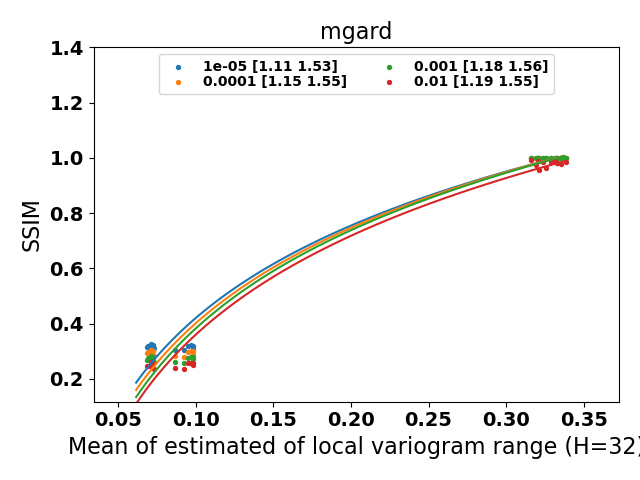 mgard
1e-05 [1.11 1.53]
0.0001 [1.15 1.55]
0.001 [1.18 1.56]
0.01 [1.19 1.55]
SSIM
1.4
1.2
1.0
0.8
0.6
0.4
0.2
0.05 0.10 0.15 0.20 0.25 0.30 0.35
Mean of estimated of local variogram range (H=32)